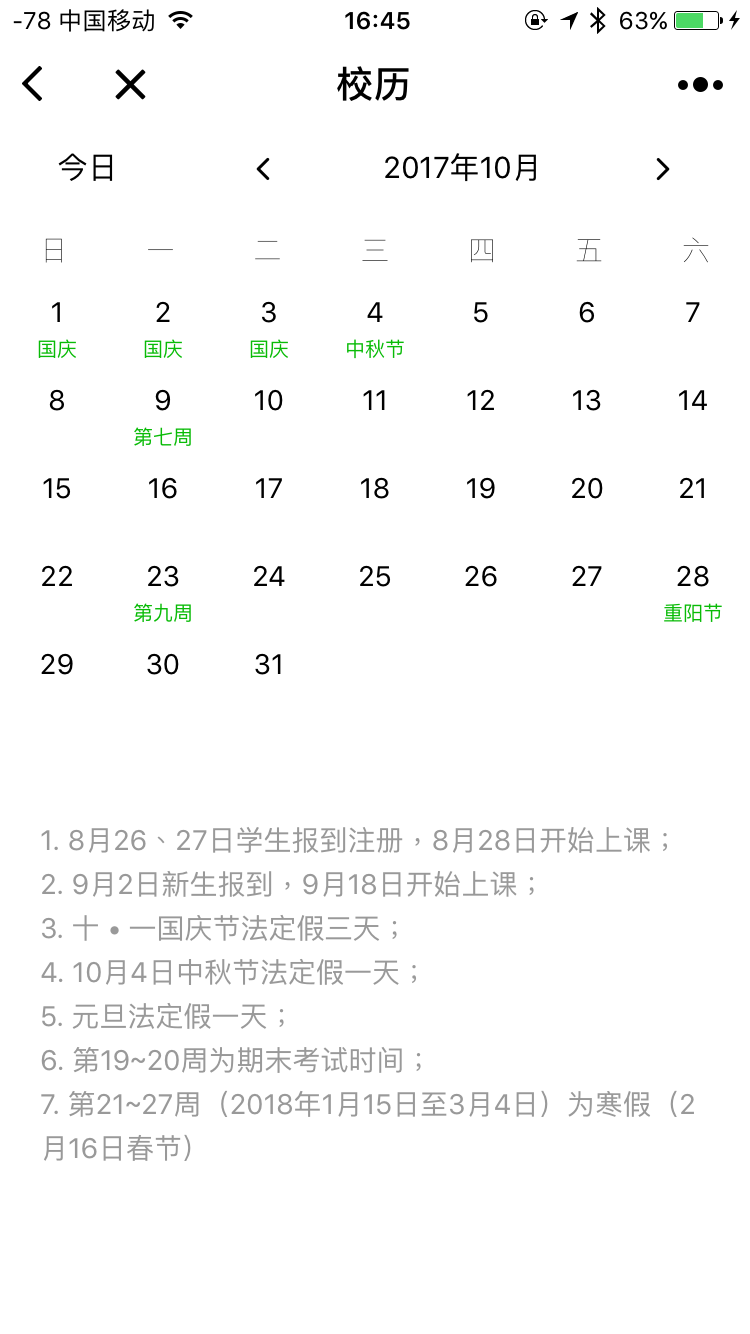 -78 中国移动 16:45 63%
校历
今日 2017年10月
日 一 二 三 四 五 六
1 2 3 4 5 6 7
国庆 国庆 国庆 中秋节
8 9 10 11 12 13 14
第七周
15 16 17 18 19 20 21
22 23 24 25 26 27 28
第九周 重阳节
29 30 31
1. 8月26、27日学生报到注册，8月28日开始上课；
2. 9月2日新生报到，9月18日开始上课；
3. 十 • 一国庆节法定假三天；
4. 10月4日中秋节法定假一天；
5. 元旦法定假一天；
6. 第19~20周为期末考试时间；
7. 第21~27周（2018年1月15日至3月4日）为寒假（2
月16日春节）